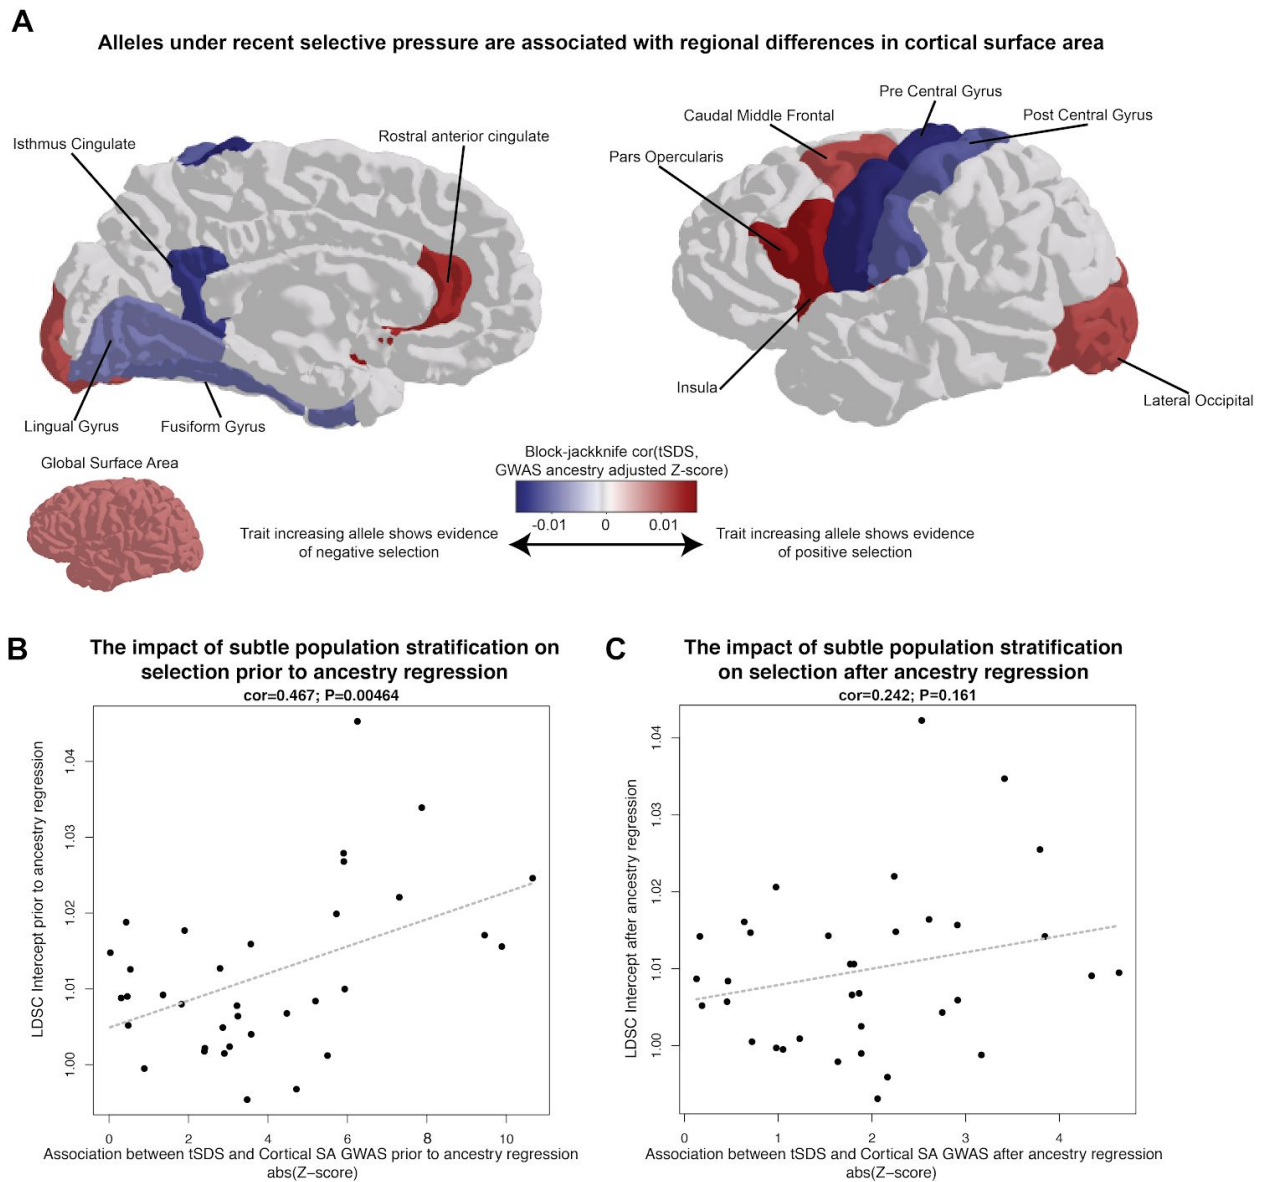 A
Alleles under recent selective pressure are associated with regional differences in cortical surface area
Isthmus Cingulate
Rostral anterior cingulate
Pre Central Gyrus
Caudal Middle Frontal
Post Central Gyrus
Pars Opercularis
Insula
Lateral Occipital
Lingual Gyrus
Fusiform Gyrus
Global Surface Area
Block-jackknife cor(tSDS,
GWAS ancestry adjusted Z-score)
-0.01 0 0.01
Trait increasing allele shows evidence
of negative selection
Trait increasing allele shows evidence
of positive selection
B
The impact of subtle population stratification on
selection prior to ancestry regression
cor=0.467; P=0.00464
LDSC Intercept prior to ancestry regression
1.04
1.03
1.02
1.01
1.00
0 2 4 6 8 10
Association between tSDS and Cortical SA GWAS prior to ancestry regression
abs(Z−score)
C
The impact of subtle population stratification
on selection after ancestry regression
cor=0.242; P=0.161
LDSC Intercept after ancestry regression
1.04
1.03
1.02
1.01
1.00
0 1 2 3 4
Association between tSDS and Cortical SA GWAS after ancestry regression
abs(Z−score)